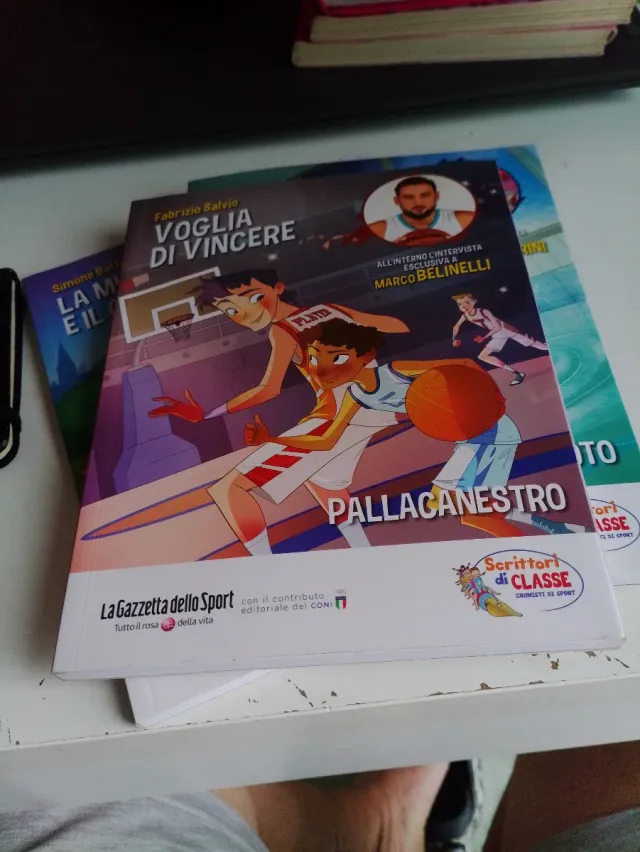 Fabrizio Salvio
VOGLIA
DI VINCERE
ALL'INTERNO L'INTERVISTA
ESCLUSIVA A
MARCO BELINELLI
PALLACANESTRO
La Gazzetta dello Sport
Tutto il rosa della vita
con il contributo
editoriale del CONI
Scrittori
di CLASSE
CRONISTI DI SPORT
Simone
LA
E IL